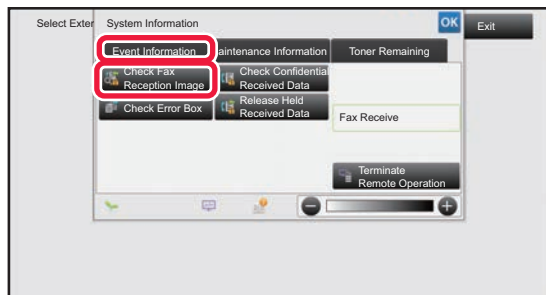 Select Exter
System Information
OK
Exit
Event Information
aintenance Information
Toner Remaining
Check Fax
Reception Image
Check Confidential
Received Data
Check Error Box
Release Held
Received Data
Fax Receive
Terminate
Remote Operation